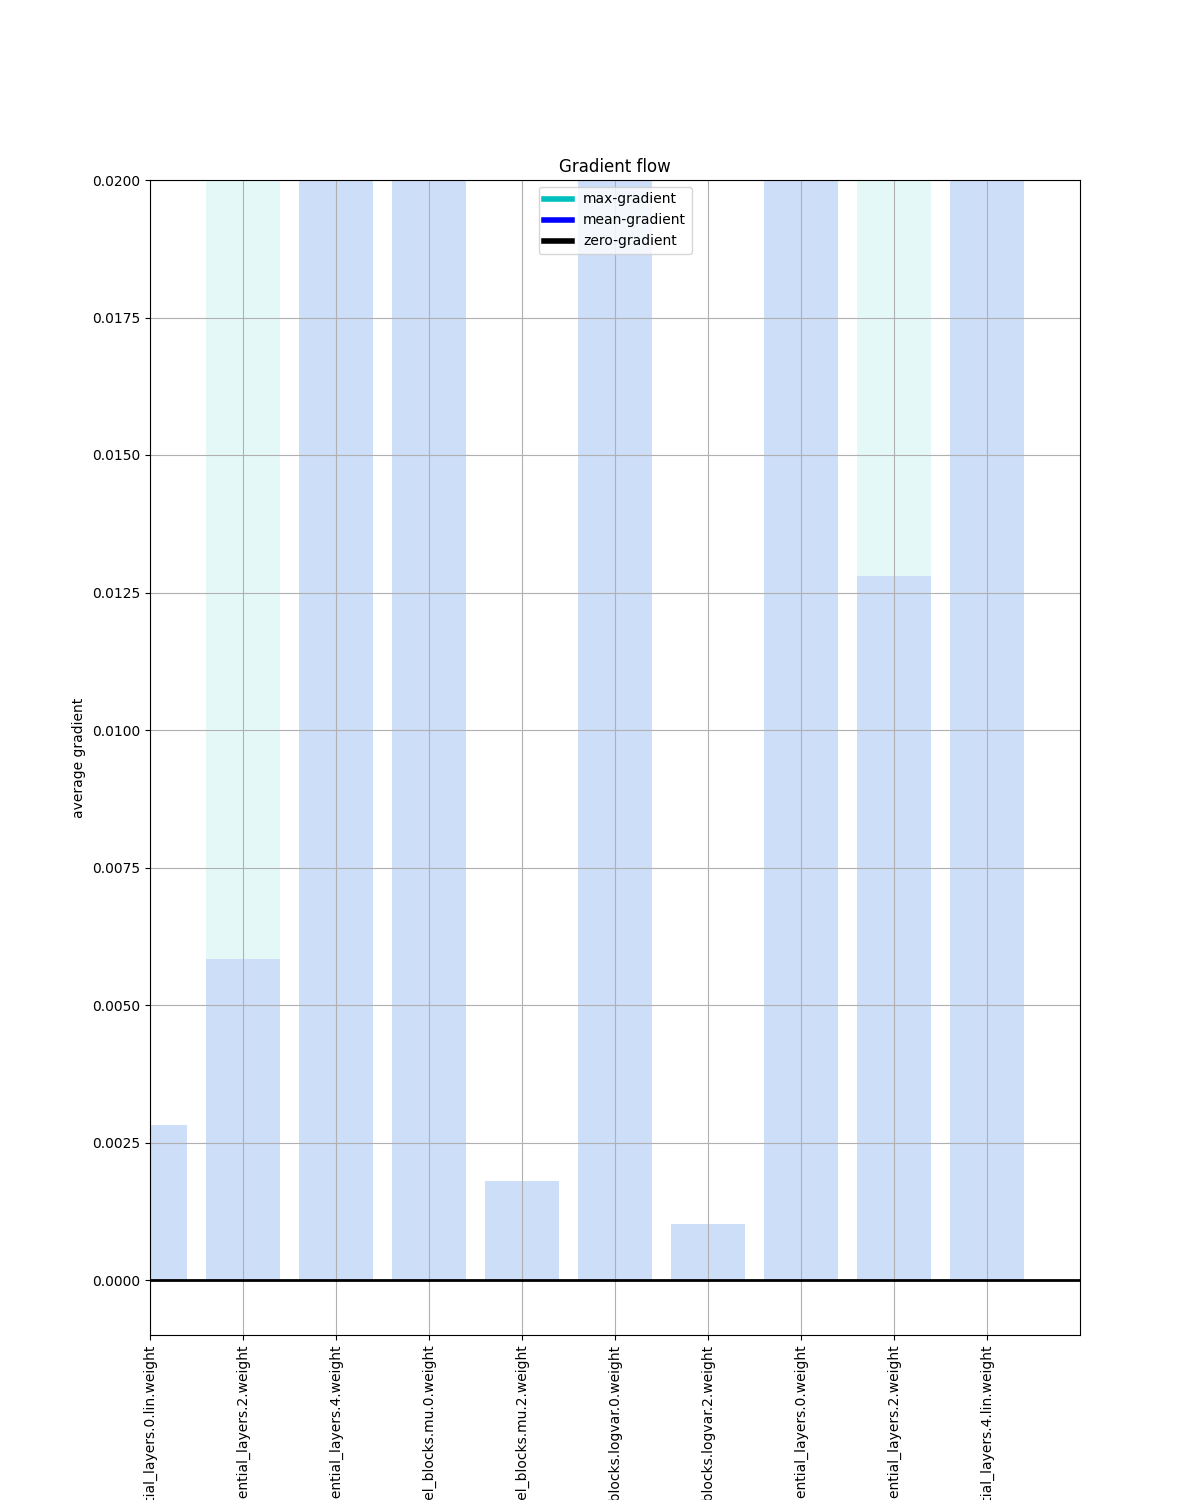 Gradient flow
max-gradient
mean-gradient
zero-gradient
0.0200
0.0175
0.0150
0.0125
0.0100
0.0075
0.0050
0.0025
0.0000
average gradient
tial_layers.0.lin.weight
ential_layers.2.weight
ential_layers.4.weight
el_blocks.mu.0.weight
el_blocks.mu.2.weight
blocks.logvar.0.weight
blocks.logvar.2.weight
ential_layers.0.weight
ential_layers.2.weight
tial_layers.4.lin.weight